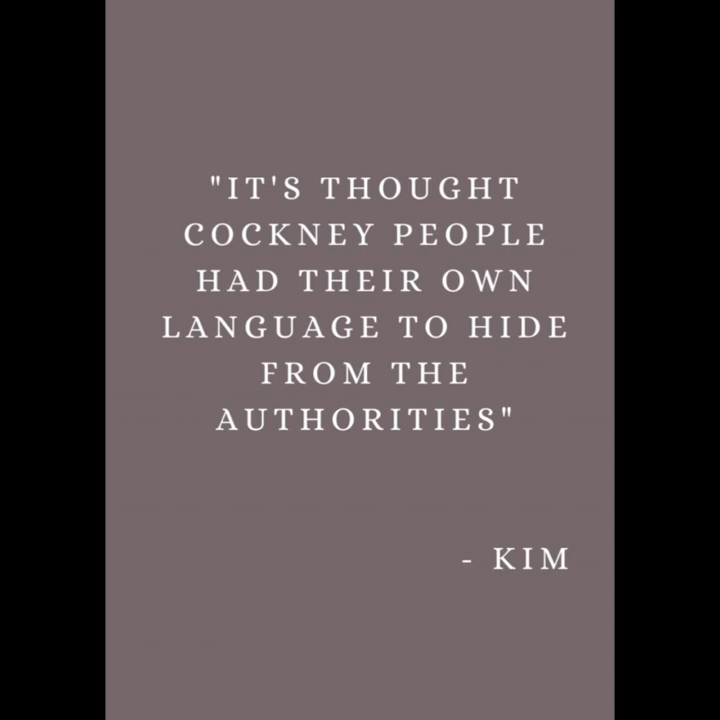 "IT'S THOUGHT
COCKNEY PEOPLE
HAD THEIR OWN
LANGUAGE TO HIDE
FROM THE
AUTHORITIES"
- KIM